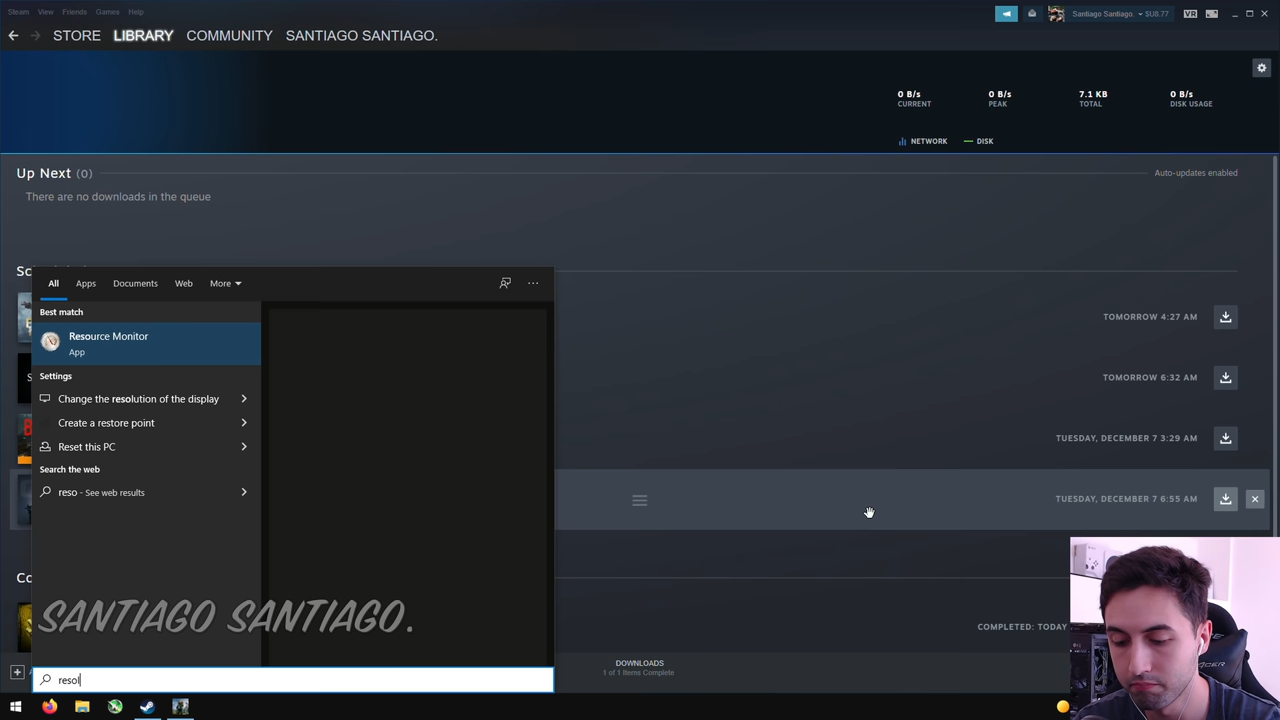 Steam View Friends Games Help
Santiago Santiago. $U8.77
VR
STORE LIBRARY COMMUNITY SANTIAGO SANTIAGO.
0 B/s 0 B/s 7.1 KB 0 B/s
CURRENT PEAK TOTAL DISK USAGE
NETWORK DISK
Up Next (0)
Auto-updates enabled
There are no downloads in the queue
All Apps Documents Web More
Best match
Resource Monitor
App
Settings
Change the resolution of the display
Create a restore point
Reset this PC
Search the web
reso - See web results
TOMORROW 4:27 AM
TOMORROW 6:32 AM
TUESDAY, DECEMBER 7 3:29 AM
TUESDAY, DECEMBER 7 6:55 AM
COMPLETED: TODAY
SANTIAGO SANTIAGO.
DOWNLOADS
1 of 1 Items Complete
resol